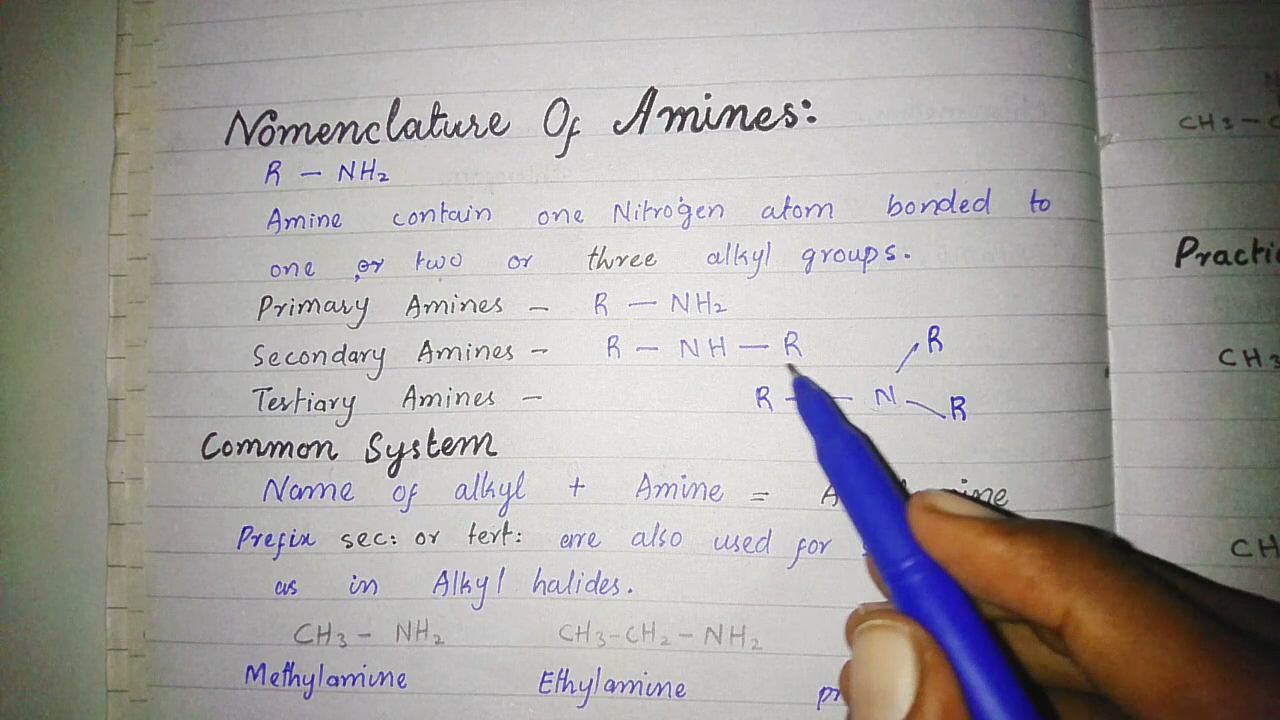 Nomenclature Of Amines:
R — NH₂
Amine contain one Nitrogen atom bonded to
one or two or three alkyl groups.
Primary Amines – R — NH₂
Secondary Amines – R — NH — R
R
Tertiary Amines – R — N
R
Common System
Name of alkyl + Amine =
Prefix sec: or tert: are also used for
as in Alkyl halides.
CH₃ – NH₂ CH₃–CH₂–NH₂
Methylamine Ethylamine
CH₃ –
Practi
CH₃
CH